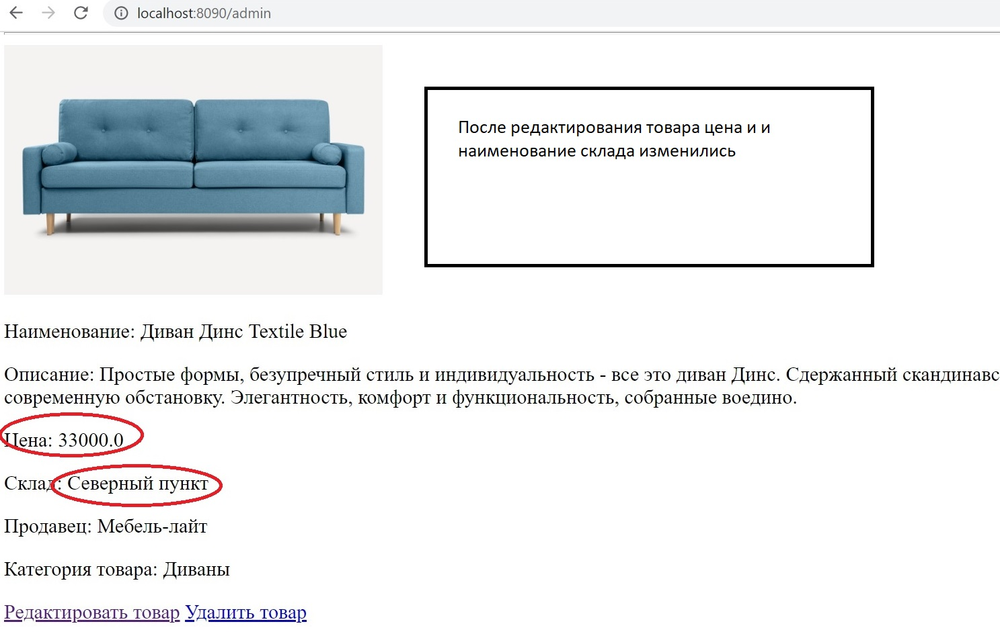 localhost:8090/admin
После редактирования товара цена и и
наименование склада изменились
Наименование: Диван Динс Textile Blue
Описание: Простые формы, безупречный стиль и индивидуальность - все это диван Динс. Сдержанный скандинавс
современную обстановку. Элегантность, комфорт и функциональность, собранные воедино.
Цена: 33000.0
Склад: Северный пункт
Продавец: Мебель-лайт
Категория товара: Диваны
Редактировать товар Удалить товар